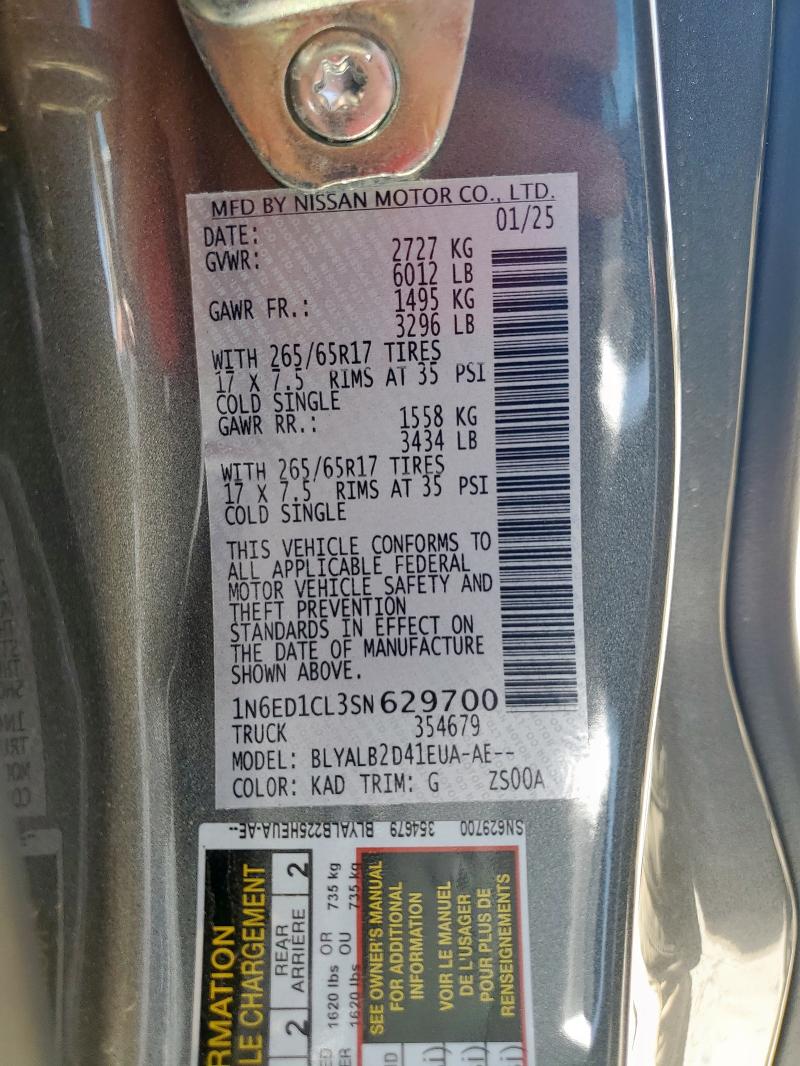 MFD BY NISSAN MOTOR CO., LTD.
DATE: 01/25
GVWR: 2727 KG
6012 LB
GAWR FR.: 1495 KG
3296 LB
WITH 265/65R17 TIRES
17 X 7.5 RIMS AT 35 PSI
COLD SINGLE
GAWR RR.: 1558 KG
3434 LB
WITH 265/65R17 TIRES
17 X 7.5 RIMS AT 35 PSI
COLD SINGLE
THIS VEHICLE CONFORMS TO
ALL APPLICABLE FEDERAL
MOTOR VEHICLE SAFETY AND
THEFT PREVENTION
STANDARDS IN EFFECT ON
THE DATE OF MANUFACTURE
SHOWN ABOVE.
1N6ED1CL3SN629700
TRUCK 354679
MODEL: BLYALB2D41EUA-AE--
COLOR: KAD TRIM: G ZS00A
SN629700 354679 BLYALB225HEUA-AE--
RMATION
LE CHARGEMENT
2 REAR
ARRIÈRE 2
1620 lbs OR 735 kg
1620 lbs OU 735 kg
SEE OWNER'S MANUAL
FOR ADDITIONAL
INFORMATION
VOIR LE MANUEL
DE L'USAGER
POUR PLUS DE
RENSEIGNEMENTS